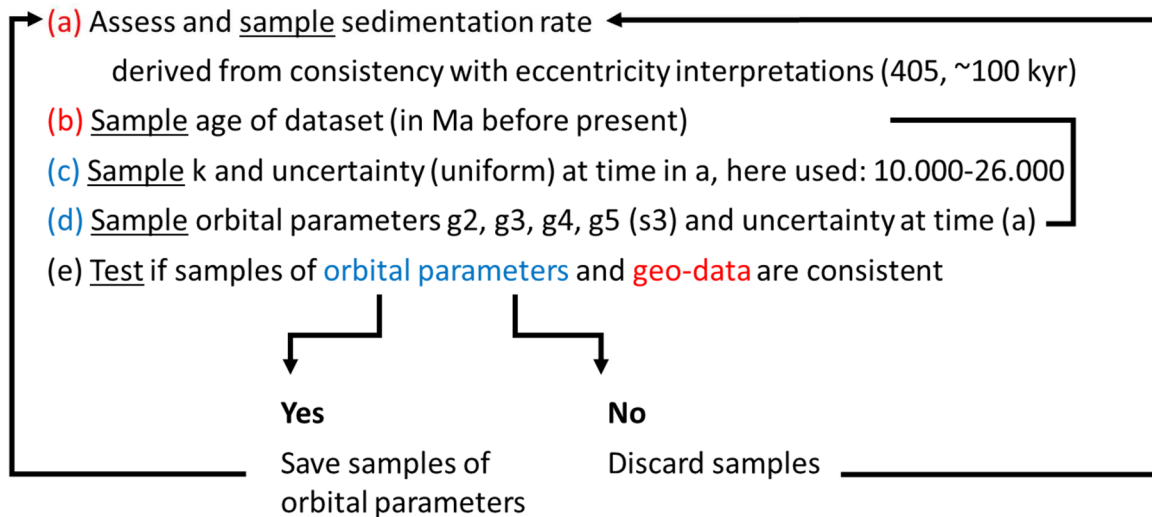 (a) Assess and sample sedimentation rate
derived from consistency with eccentricity interpretations (405, ~100 kyr)
(b) Sample age of dataset (in Ma before present)
(c) Sample k and uncertainty (uniform) at time in a, here used: 10.000-26.000
(d) Sample orbital parameters g2, g3, g4, g5 (s3) and uncertainty at time (a)
(e) Test if samples of orbital parameters and geo-data are consistent
Yes No
Save samples of Discard samples
orbital parameters